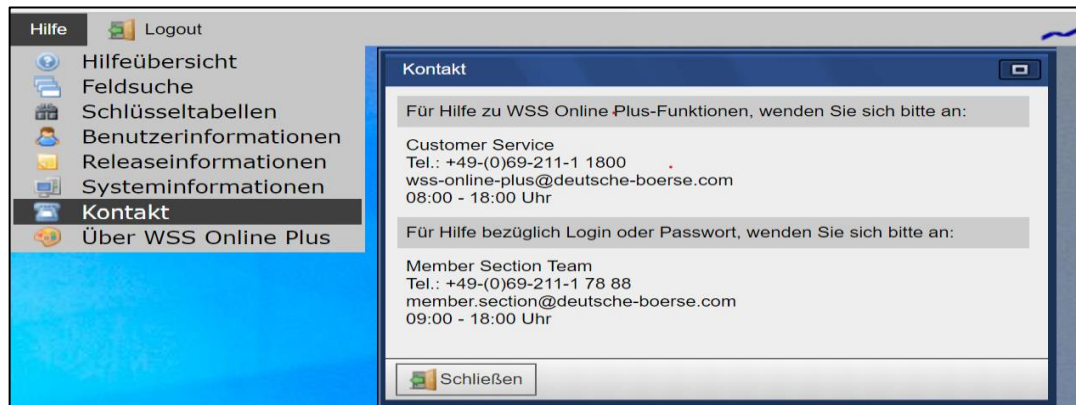 Hilfe Logout
Hilfeübersicht
Feldsuche
Schlüsseltabellen
Benutzerinformationen
Releaseinformationen
Systeminformationen
Kontakt
Über WSS Online Plus
Kontakt
Für Hilfe zu WSS Online Plus-Funktionen, wenden Sie sich bitte an:
Customer Service
Tel.: +49-(0)69-211-1 1800
wss-online-plus@deutsche-boerse.com
08:00 - 18:00 Uhr
Für Hilfe bezüglich Login oder Passwort, wenden Sie sich bitte an:
Member Section Team
Tel.: +49-(0)69-211-1 78 88
member.section@deutsche-boerse.com
09:00 - 18:00 Uhr
Schließen